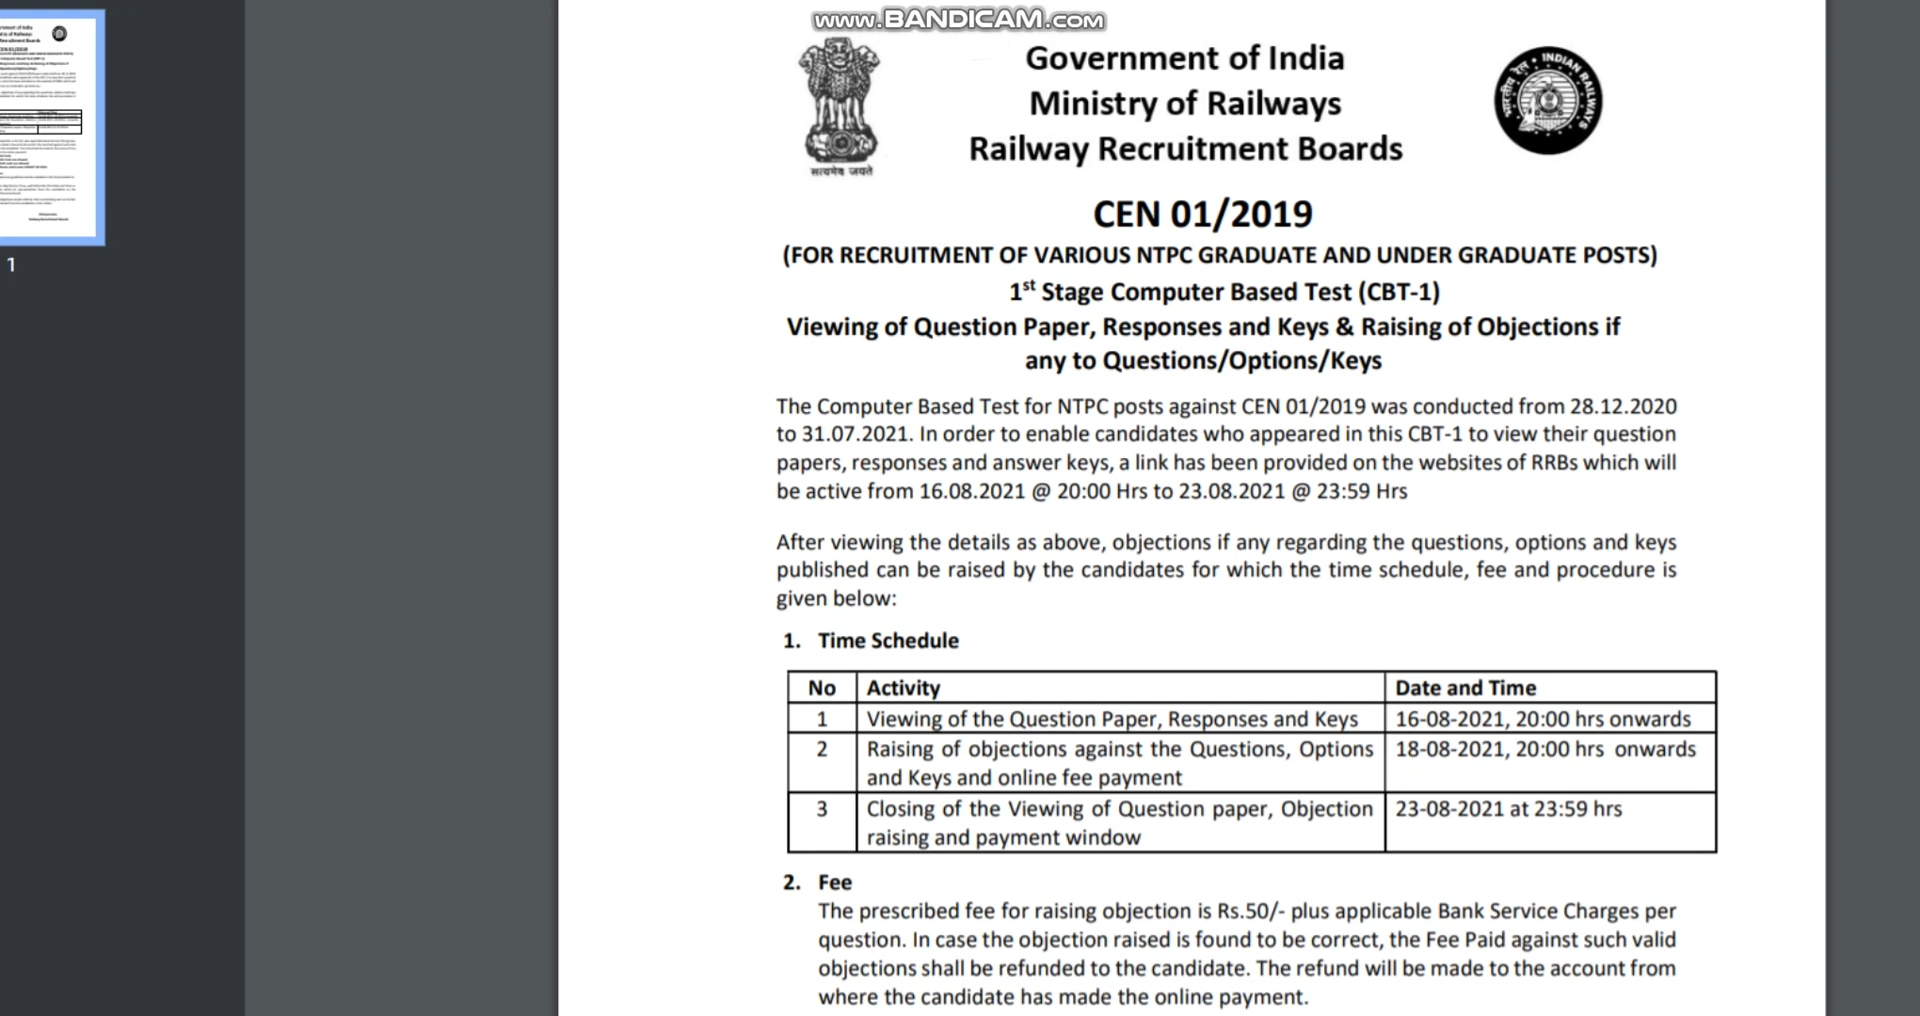 www.BANDICAM.com
Government of India
Ministry of Railways
Railway Recruitment Boards
सत्यमेव जयते
भारतीय रेल • INDIAN RAILWAYS
CEN 01/2019
(FOR RECRUITMENT OF VARIOUS NTPC GRADUATE AND UNDER GRADUATE POSTS)
1st Stage Computer Based Test (CBT-1)
Viewing of Question Paper, Responses and Keys & Raising of Objections if
any to Questions/Options/Keys
The Computer Based Test for NTPC posts against CEN 01/2019 was conducted from 28.12.2020
to 31.07.2021. In order to enable candidates who appeared in this CBT-1 to view their question
papers, responses and answer keys, a link has been provided on the websites of RRBs which will
be active from 16.08.2021 @ 20:00 Hrs to 23.08.2021 @ 23:59 Hrs
After viewing the details as above, objections if any regarding the questions, options and keys
published can be raised by the candidates for which the time schedule, fee and procedure is
given below:
1. Time Schedule
No Activity Date and Time
1 Viewing of the Question Paper, Responses and Keys 16-08-2021, 20:00 hrs onwards
2 Raising of objections against the Questions, Options 18-08-2021, 20:00 hrs onwards
and Keys and online fee payment
3 Closing of the Viewing of Question paper, Objection 23-08-2021 at 23:59 hrs
raising and payment window
2. Fee
The prescribed fee for raising objection is Rs.50/- plus applicable Bank Service Charges per
question. In case the objection raised is found to be correct, the Fee Paid against such valid
objections shall be refunded to the candidate. The refund will be made to the account from
where the candidate has made the online payment.
1